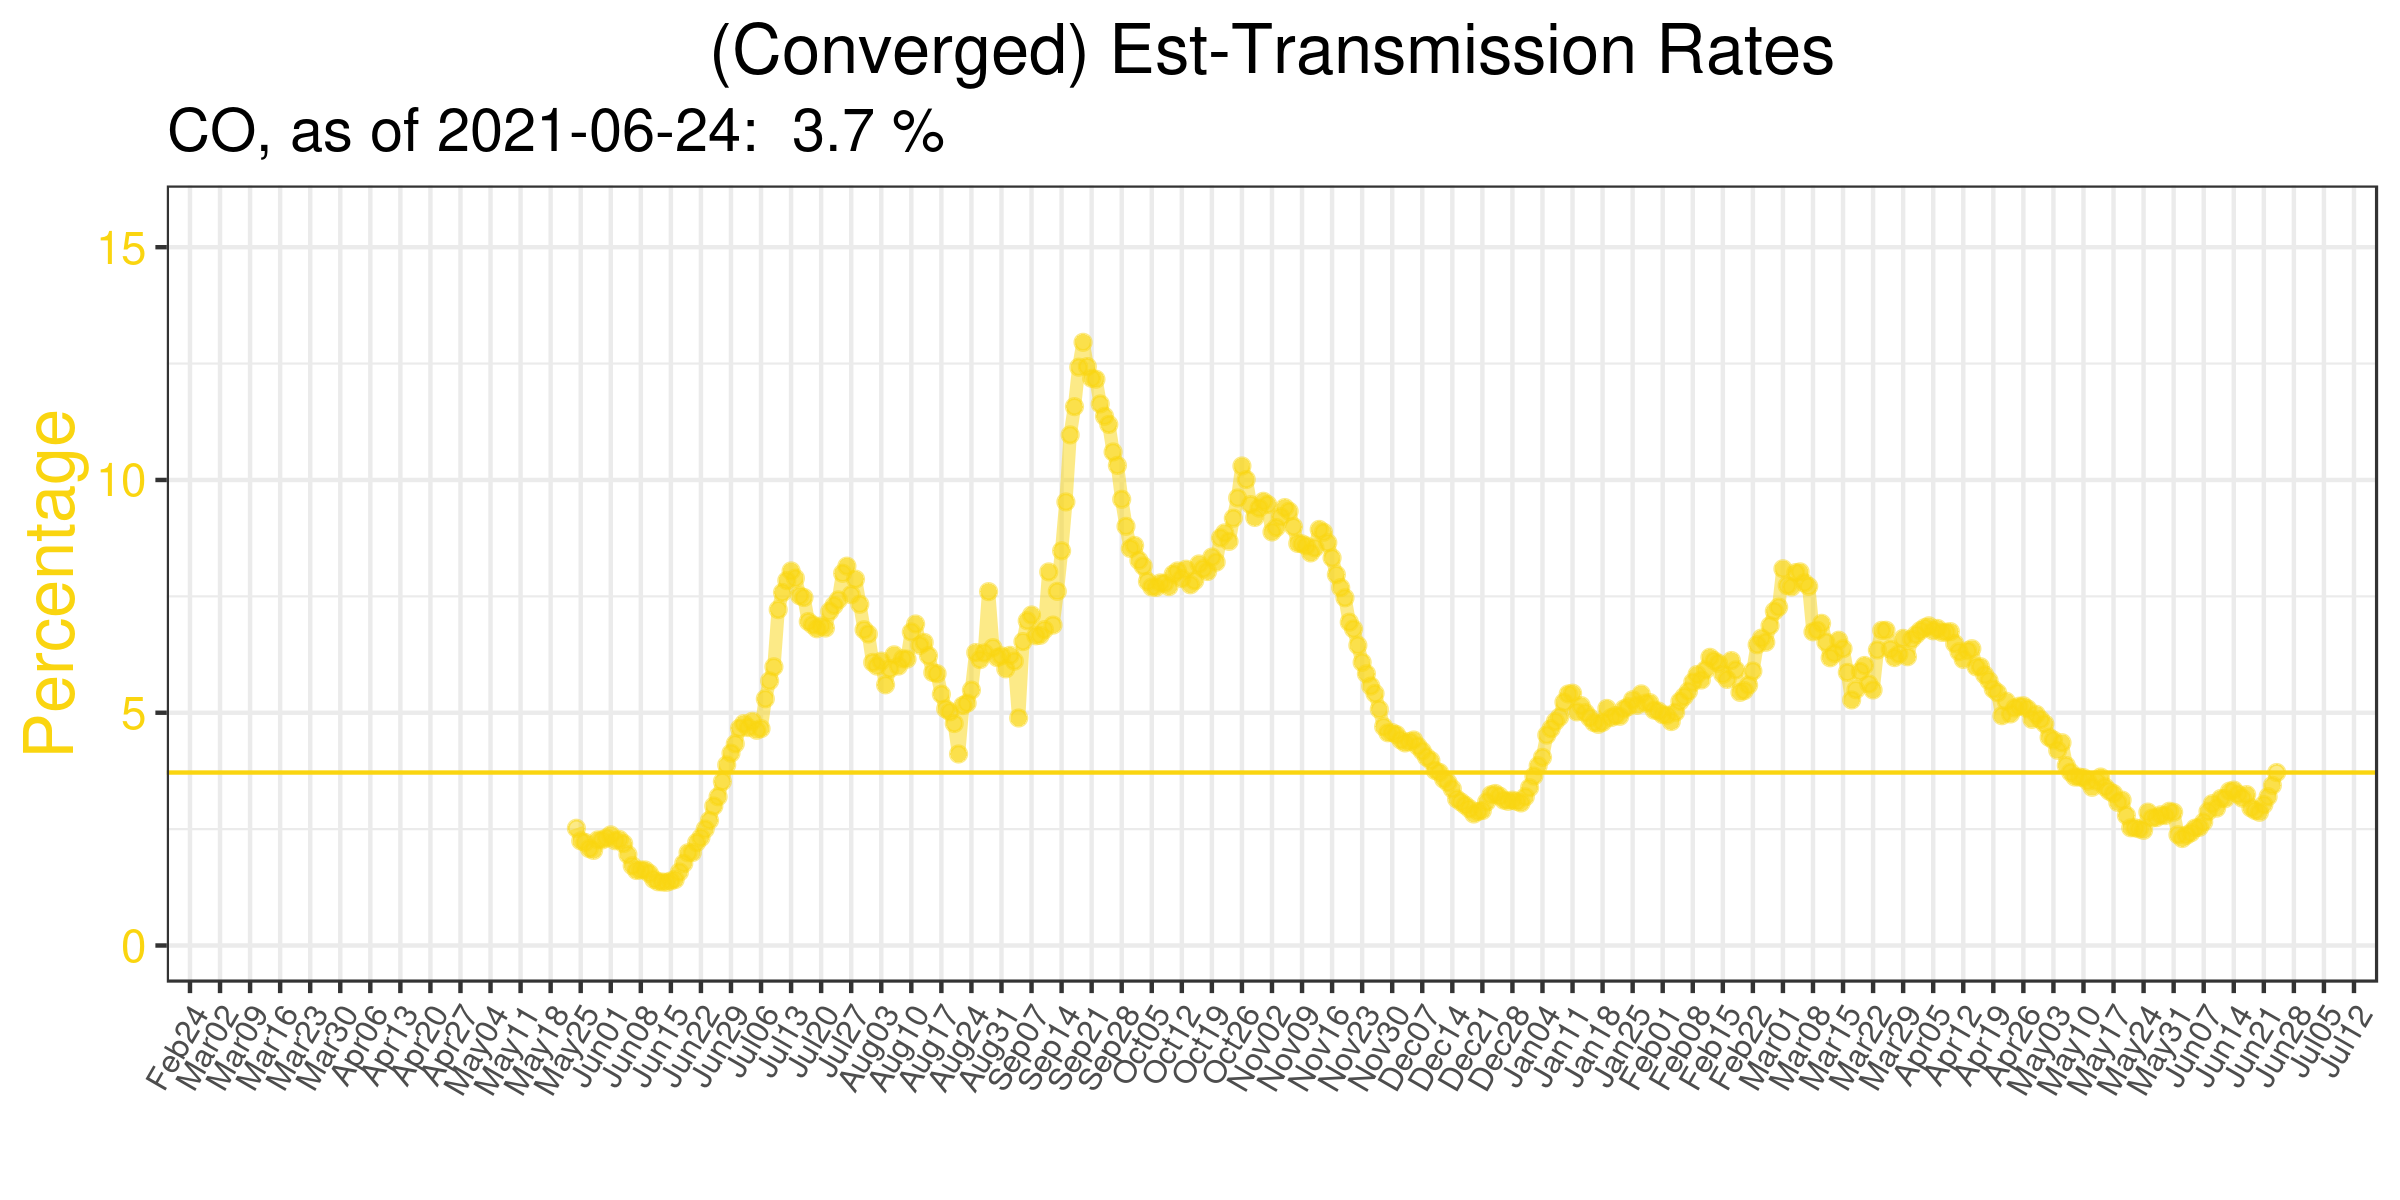 (Converged) Est-Transmission Rates
CO, as of 2021-06-24:  3.7 %
Percentage
15
10
5
0
Feb24
Mar02
Mar09
Mar16
Mar23
Mar30
Apr06
Apr13
Apr20
Apr27
May04
May11
May18
May25
Jun01
Jun08
Jun15
Jun22
Jun29
Jul06
Jul13
Jul20
Jul27
Aug03
Aug10
Aug17
Aug24
Aug31
Sep07
Sep14
Sep21
Sep28
Oct05
Oct12
Oct19
Oct26
Nov02
Nov09
Nov16
Nov23
Nov30
Dec07
Dec14
Dec21
Dec28
Jan04
Jan11
Jan18
Jan25
Feb01
Feb08
Feb15
Feb22
Mar01
Mar08
Mar15
Mar22
Mar29
Apr05
Apr12
Apr19
Apr26
May03
May10
May17
May24
May31
Jun07
Jun14
Jun21
Jun28
Jul05
Jul12